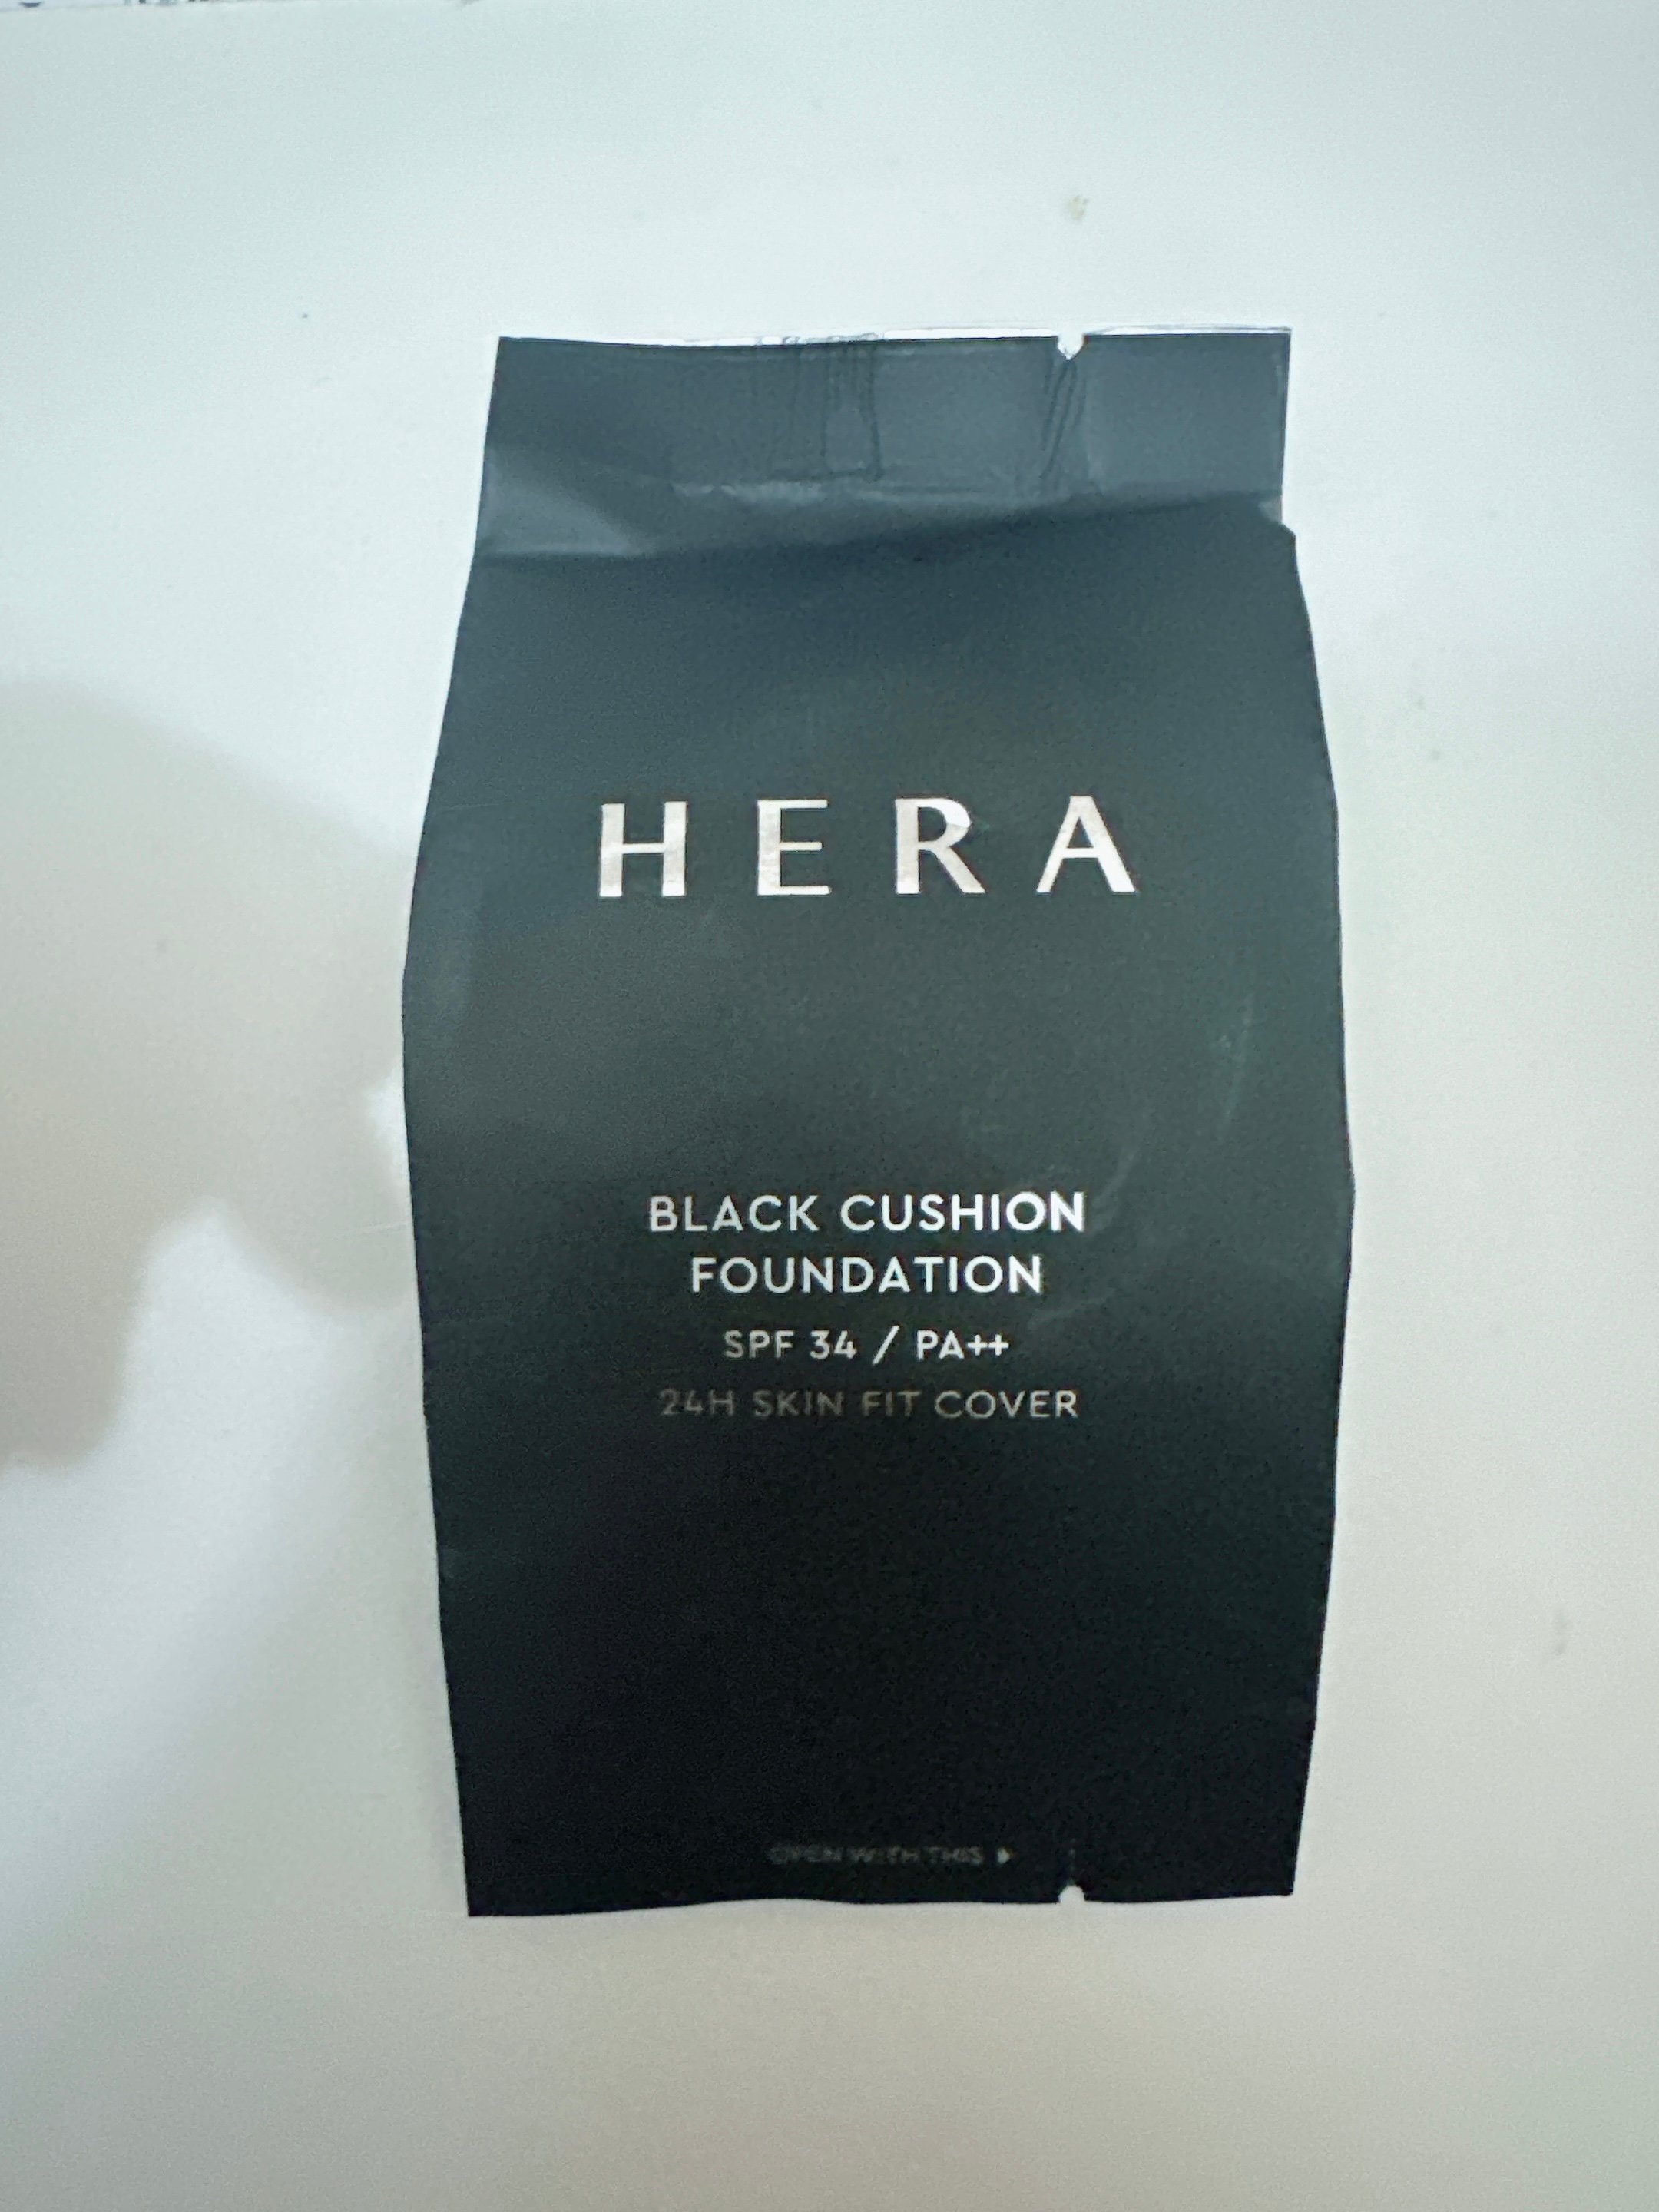 HERA
BLACK CUSHION
FOUNDATION
SPF 34 / PA++
24H SKIN FIT COVER
OPEN WITH THIS